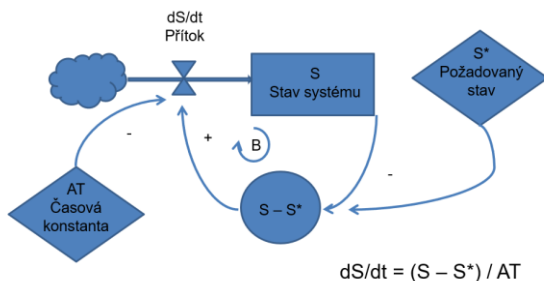 dS/dt
Přítok
S
Stav systému
S*
Požadovaný
stav
-
+
B
-
AT
Časová
konstanta
S – S*
dS/dt = (S – S*) / AT